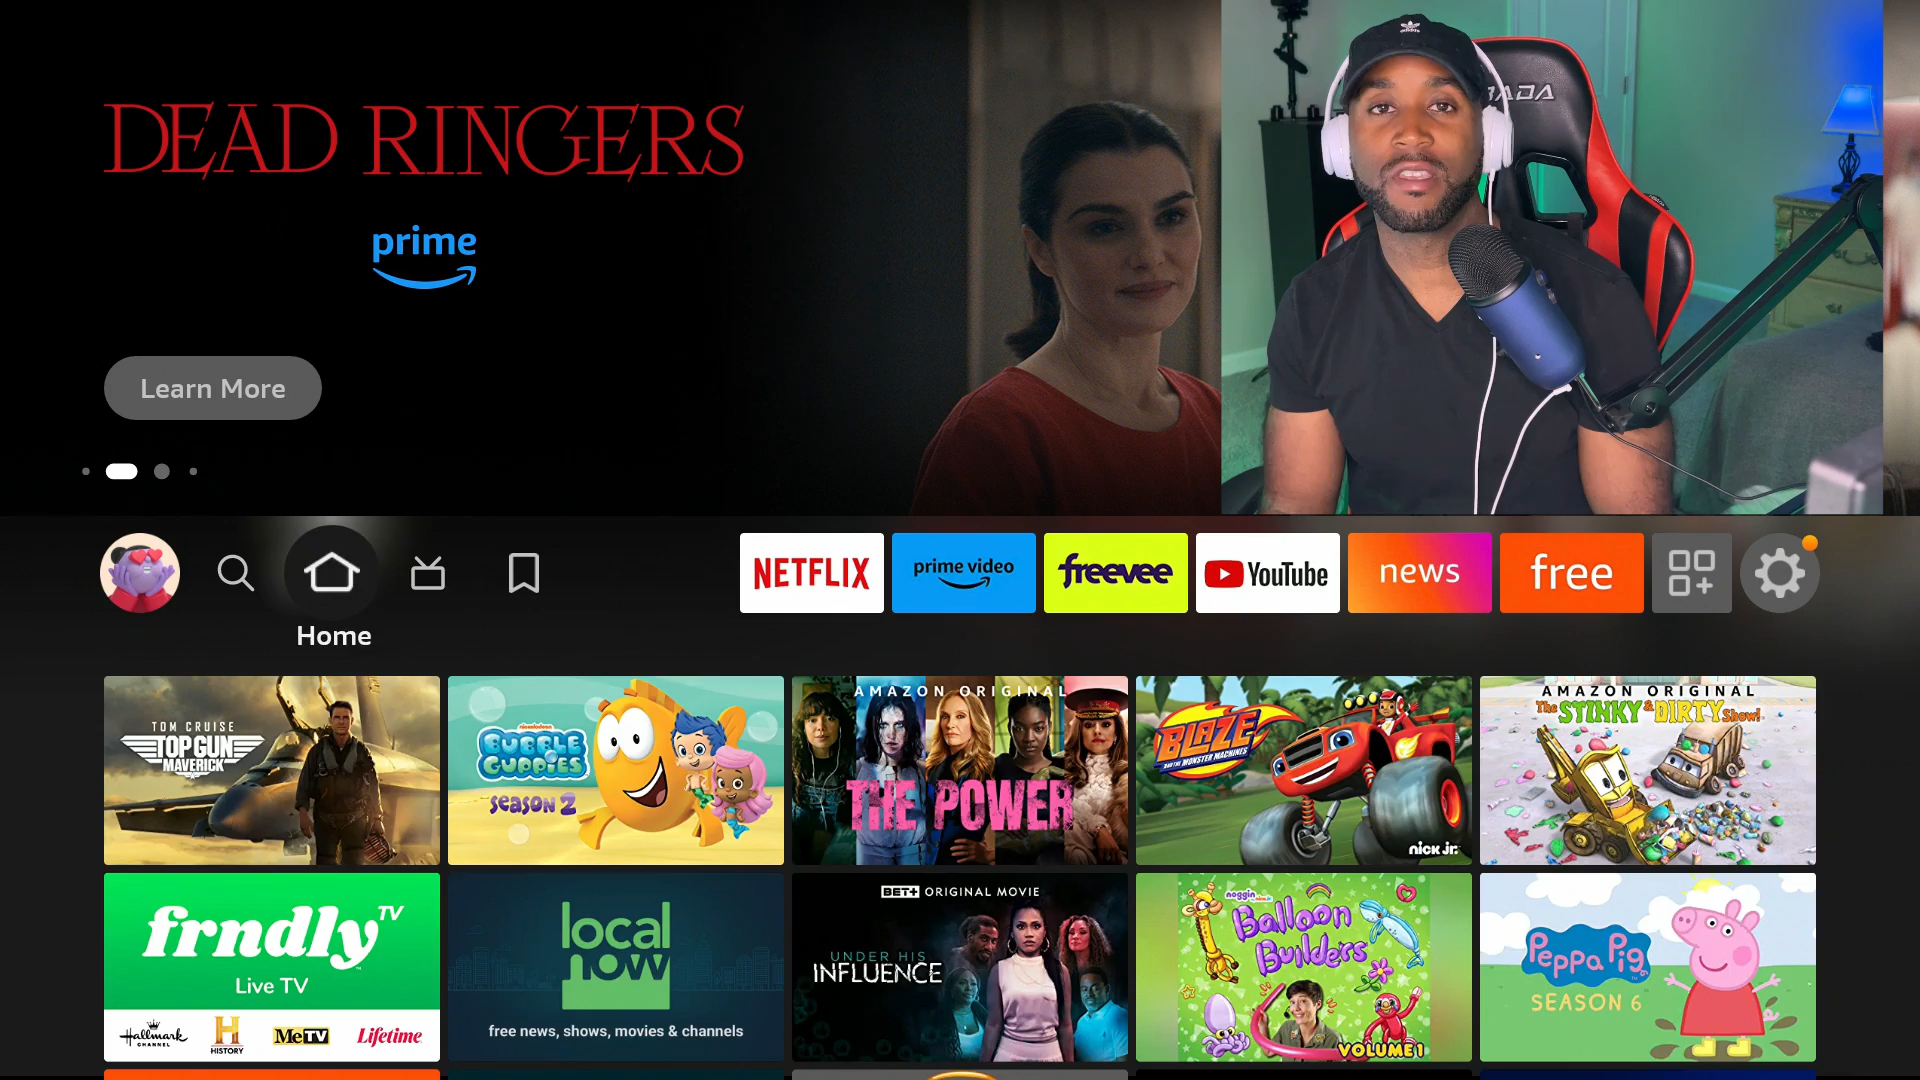 DEAD RINGERS
prime
Learn More
adidas
NETFLIX
prime video
freevee
YouTube
news
free
Home
TOM CRUISE
TOP GUN
MAVERICK
nickelodeon
BUBBLE
GUPPIES
SEASON 2
AMAZON ORIGINAL
THE POWER
BLAZE
AND THE MONSTER MACHINES
nick jr.
AMAZON ORIGINAL
The STINKY & DIRTY Show!
frndly TV
Live TV
Hallmark
CHANNEL
H
HISTORY
MeTV
Lifetime
local
now
free news, shows, movies & channels
BET+ ORIGINAL MOVIE
UNDER HIS
INFLUENCE
noggin
Balloon
Builders
VOLUME 1
Peppa Pig
SEASON 6